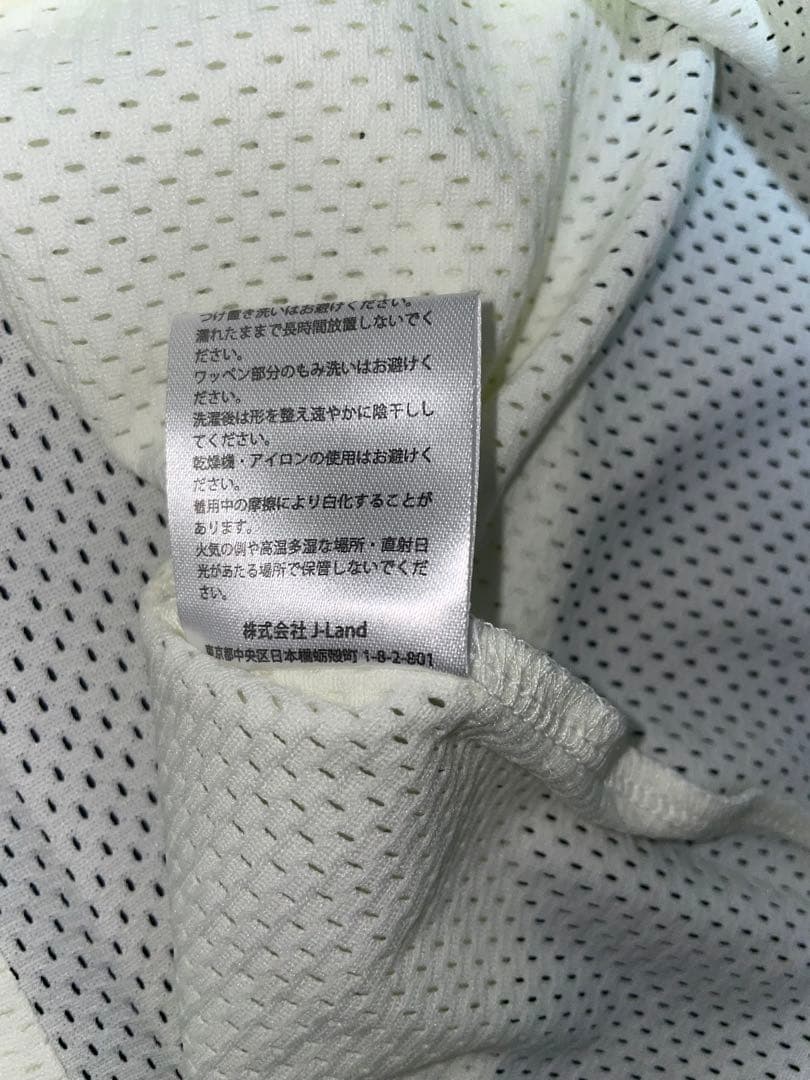 つけ置き洗いはお避けください。
濡れたままで長時間放置しないでく
ださい。
ワッペン部分のもみ洗いはお避けく
ださい。
洗濯後は形を整え速やかに陰干しし
てください。
乾燥機・アイロンの使用はお避けく
ださい。
着用中の摩擦により白化することが
あります。
火気の側や高温多湿な場所・直射日
光があたる場所で保管しないでくだ
さい。
株式会社 J-Land
東京都中央区日本橋蛎殻町 1-8-2-801